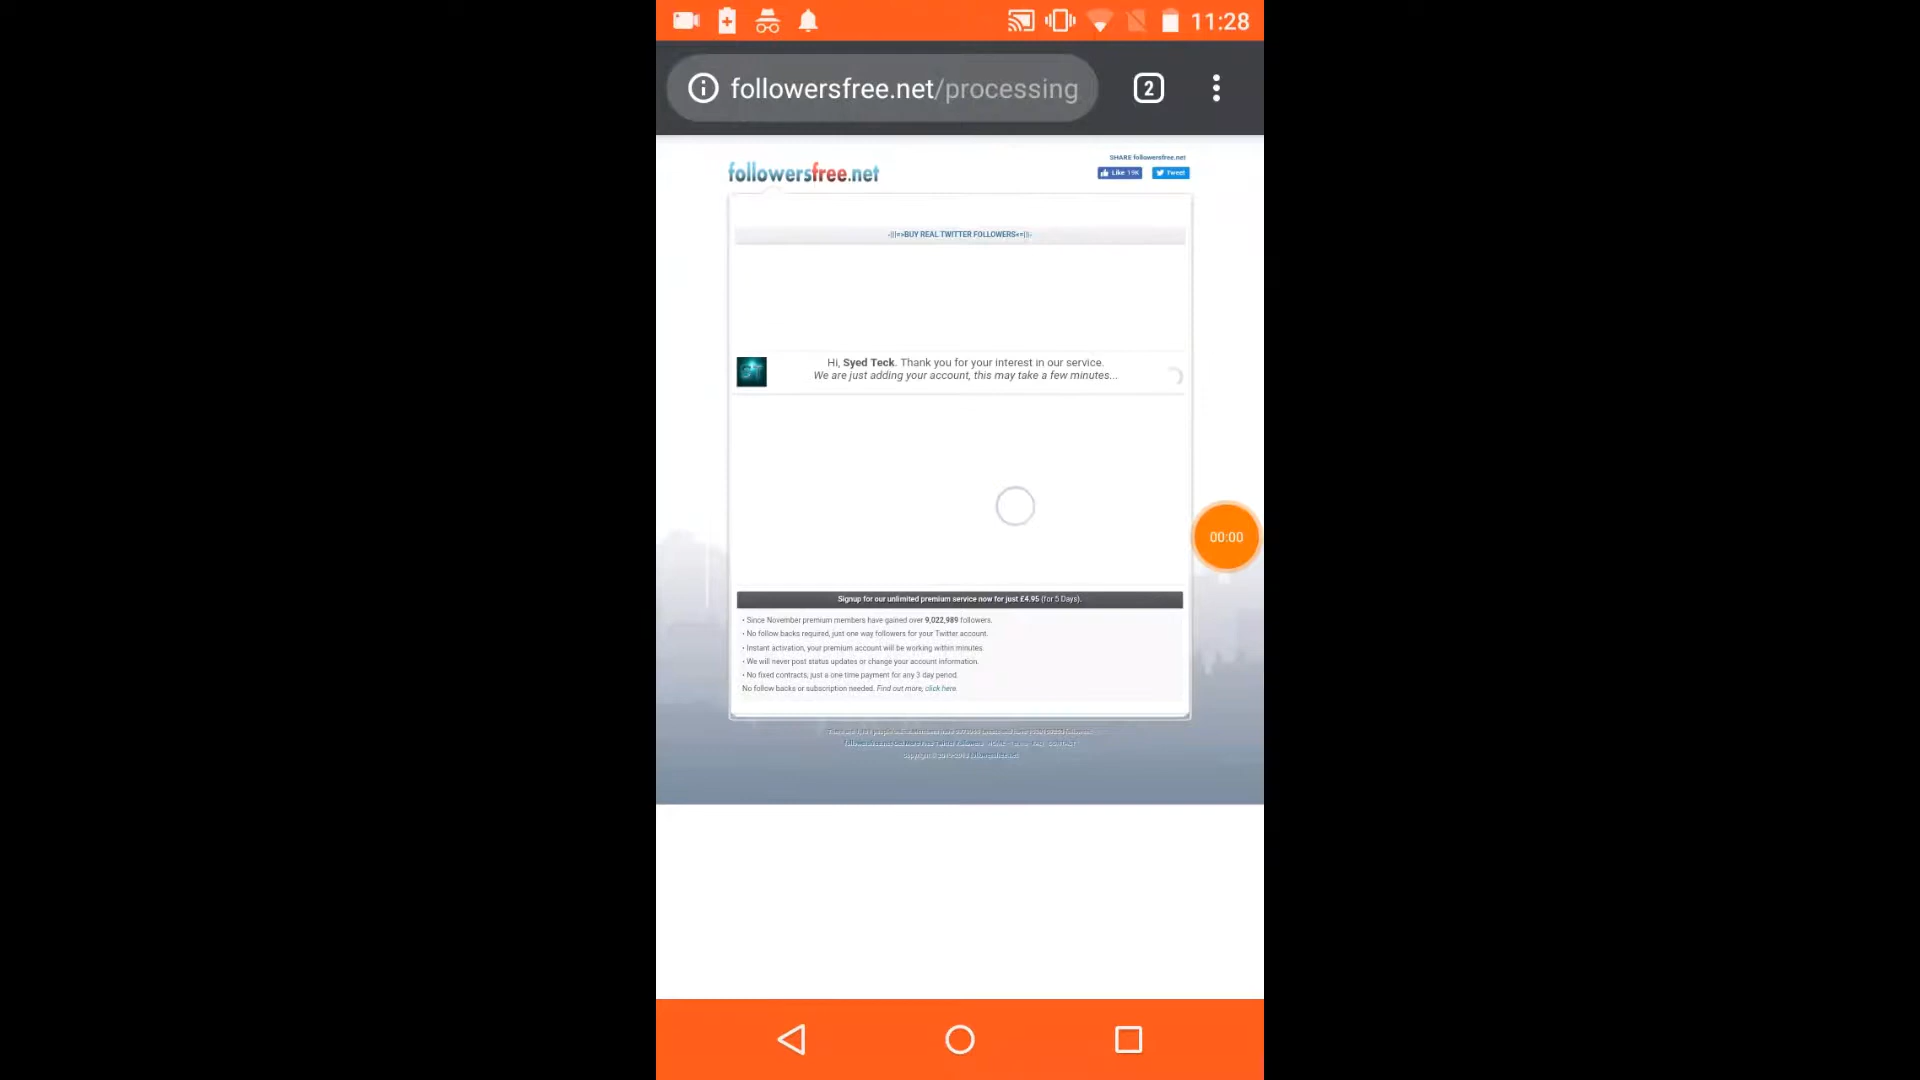 11:28
followersfree.net/processing
2
SHARE followersfree.net
followersfree.net
Like 19K
Tweet
-|||=>BUY REAL TWITTER FOLLOWERS<=|||-
Hi, Syed Teck. Thank you for your interest in our service.
We are just adding your account, this may take a few minutes...
00:00
Signup for our unlimited premium service now for just £4.95 (for 5 Days).
• Since November premium members have gained over 9,022,989 followers.
• No follow backs required, just one way followers for your Twitter account.
• Instant activation, your premium account will be working within minutes.
• We will never post status updates or change your account information.
• No fixed contracts, just a one time payment for any 3 day period.
No follow backs or subscription needed. Find out more, click here.